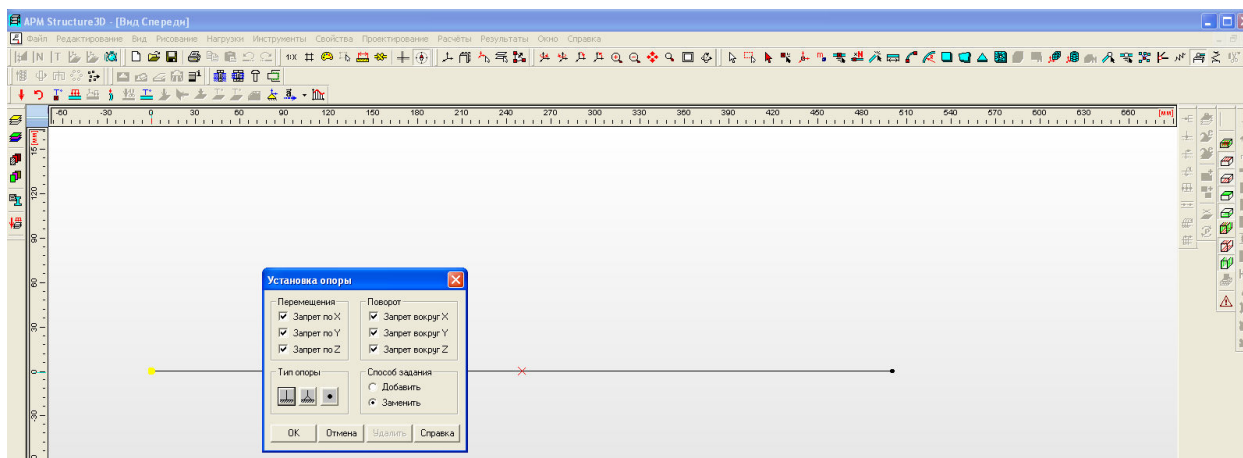 APM Structure3D - [Вид Спереди]
Файл Редактирование Вид Рисование Нагрузки Инструменты Свойства Проектирование Расчёты Результаты Окно Справка
-60 -30 0 30 60 90 120 150 180 210 240 270 300 330 360 390 420 450 480 510 540 570 600 630 660 [мм]
[мм]
120
90
60
30
0
-30
Установка опоры
Перемещения
Запрет по X
Запрет по Y
Запрет по Z
Поворот
Запрет вокруг X
Запрет вокруг Y
Запрет вокруг Z
Тип опоры
Способ задания
Добавить
Заменить
OK Отмена Удалить Справка